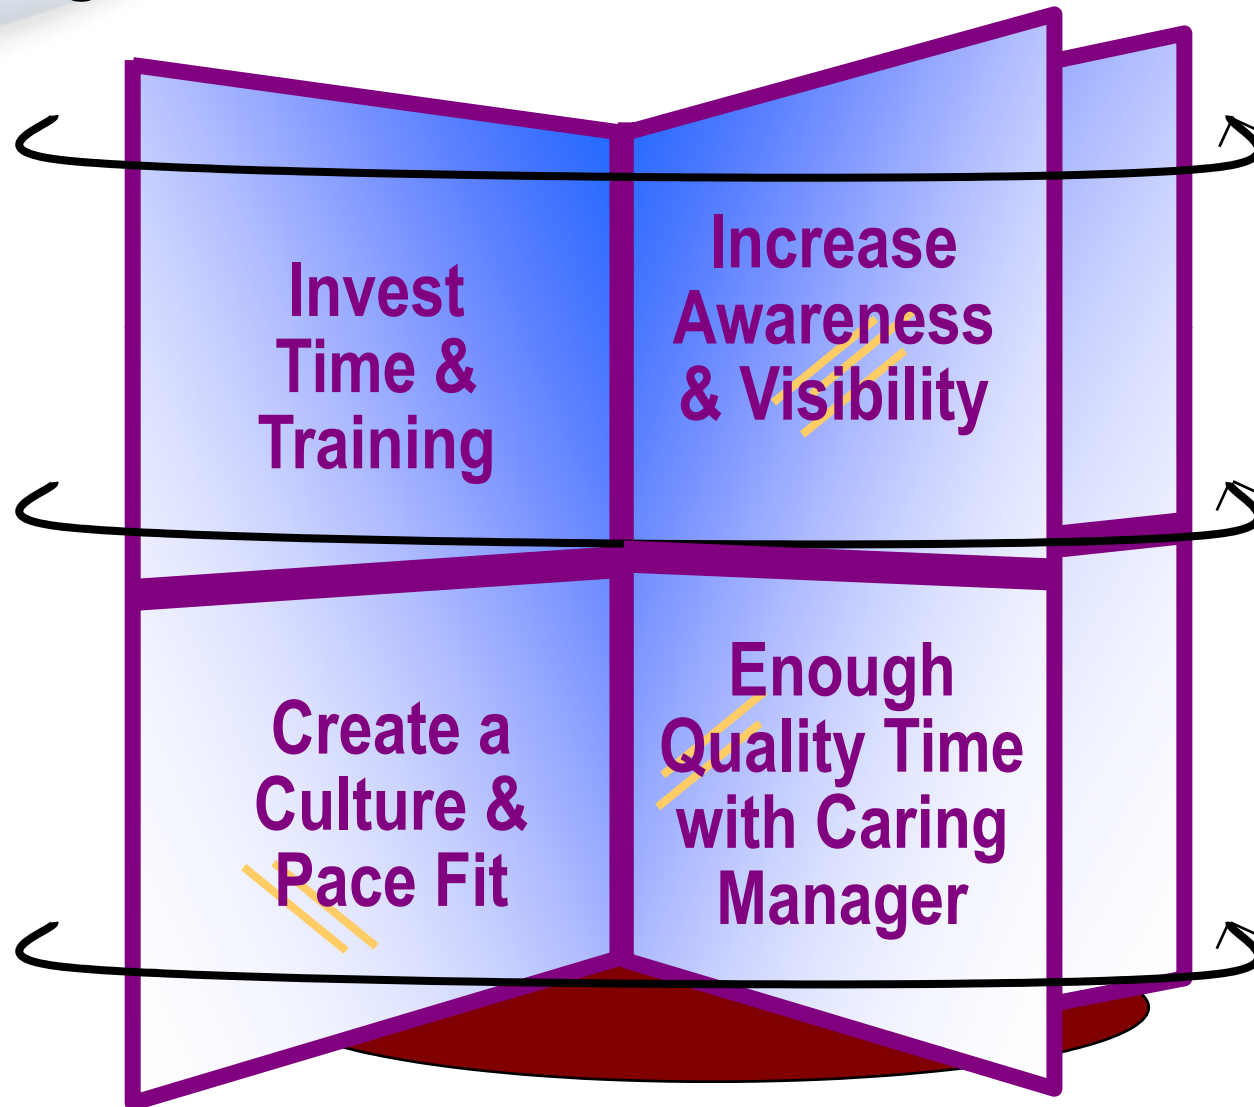 Invest
Time &
Training
Increase
Awareness
& Visibility
Create a
Culture &
Pace Fit
Enough
Quality Time
with Caring
Manager